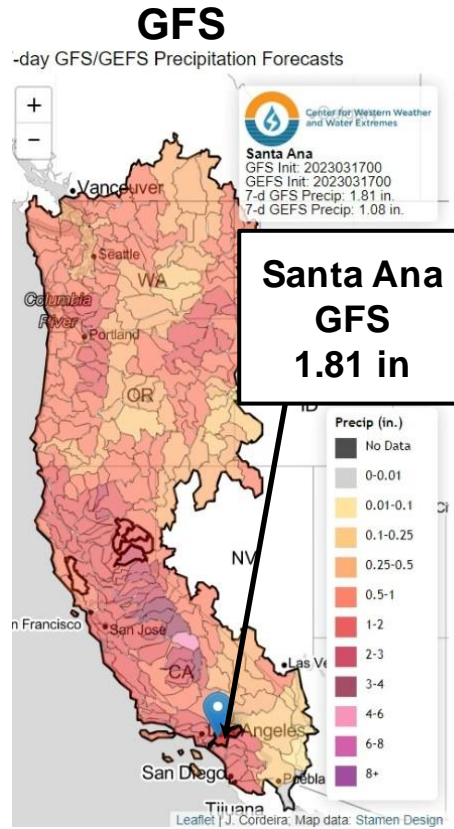 GFS
-day GFS/GEFS Precipitation Forecasts
+
−
Center for Western Weather
and Water Extremes
Santa Ana
GFS Init: 2023031700
GEFS Init: 2023031700
7-d GFS Precip: 1.81 in.
7-d GEFS Precip: 1.08 in.
Vancouver
Seattle
WA
Columbia
River
Portland
Santa Ana
GFS
1.81 in
OR
ID
Precip (in.)
No Data
0-0.01
0.01-0.1
0.1-0.25
0.25-0.5
0.5-1
1-2
2-3
3-4
4-6
6-8
8+
NV
n Francisco
San Jose
CA
Las Ve
Angeles
San Diego
Puebla
Tijuana
Leaflet | J. Cordeira; Map data: Stamen Design